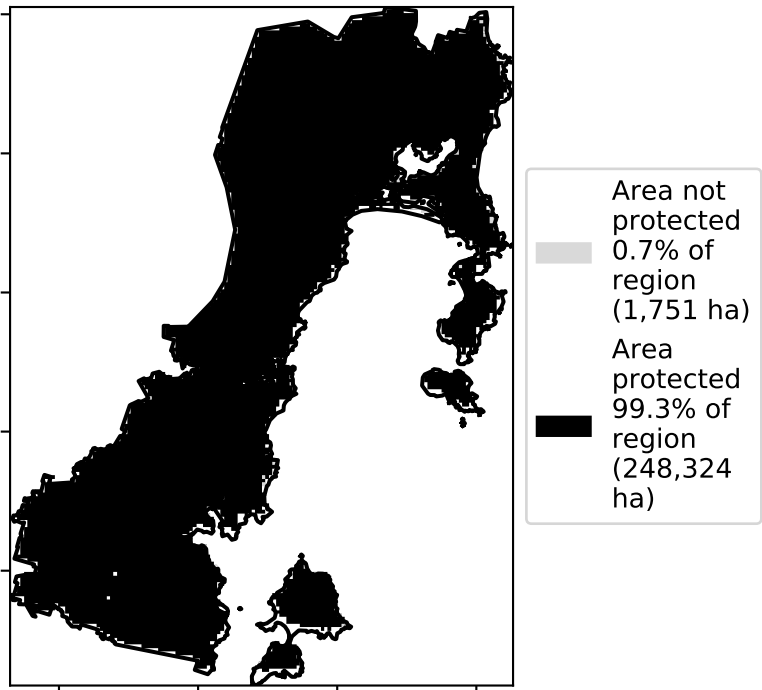 Area not
protected
0.7% of
region
(1,751 ha)
Area
protected
99.3% of
region
(248,324
ha)